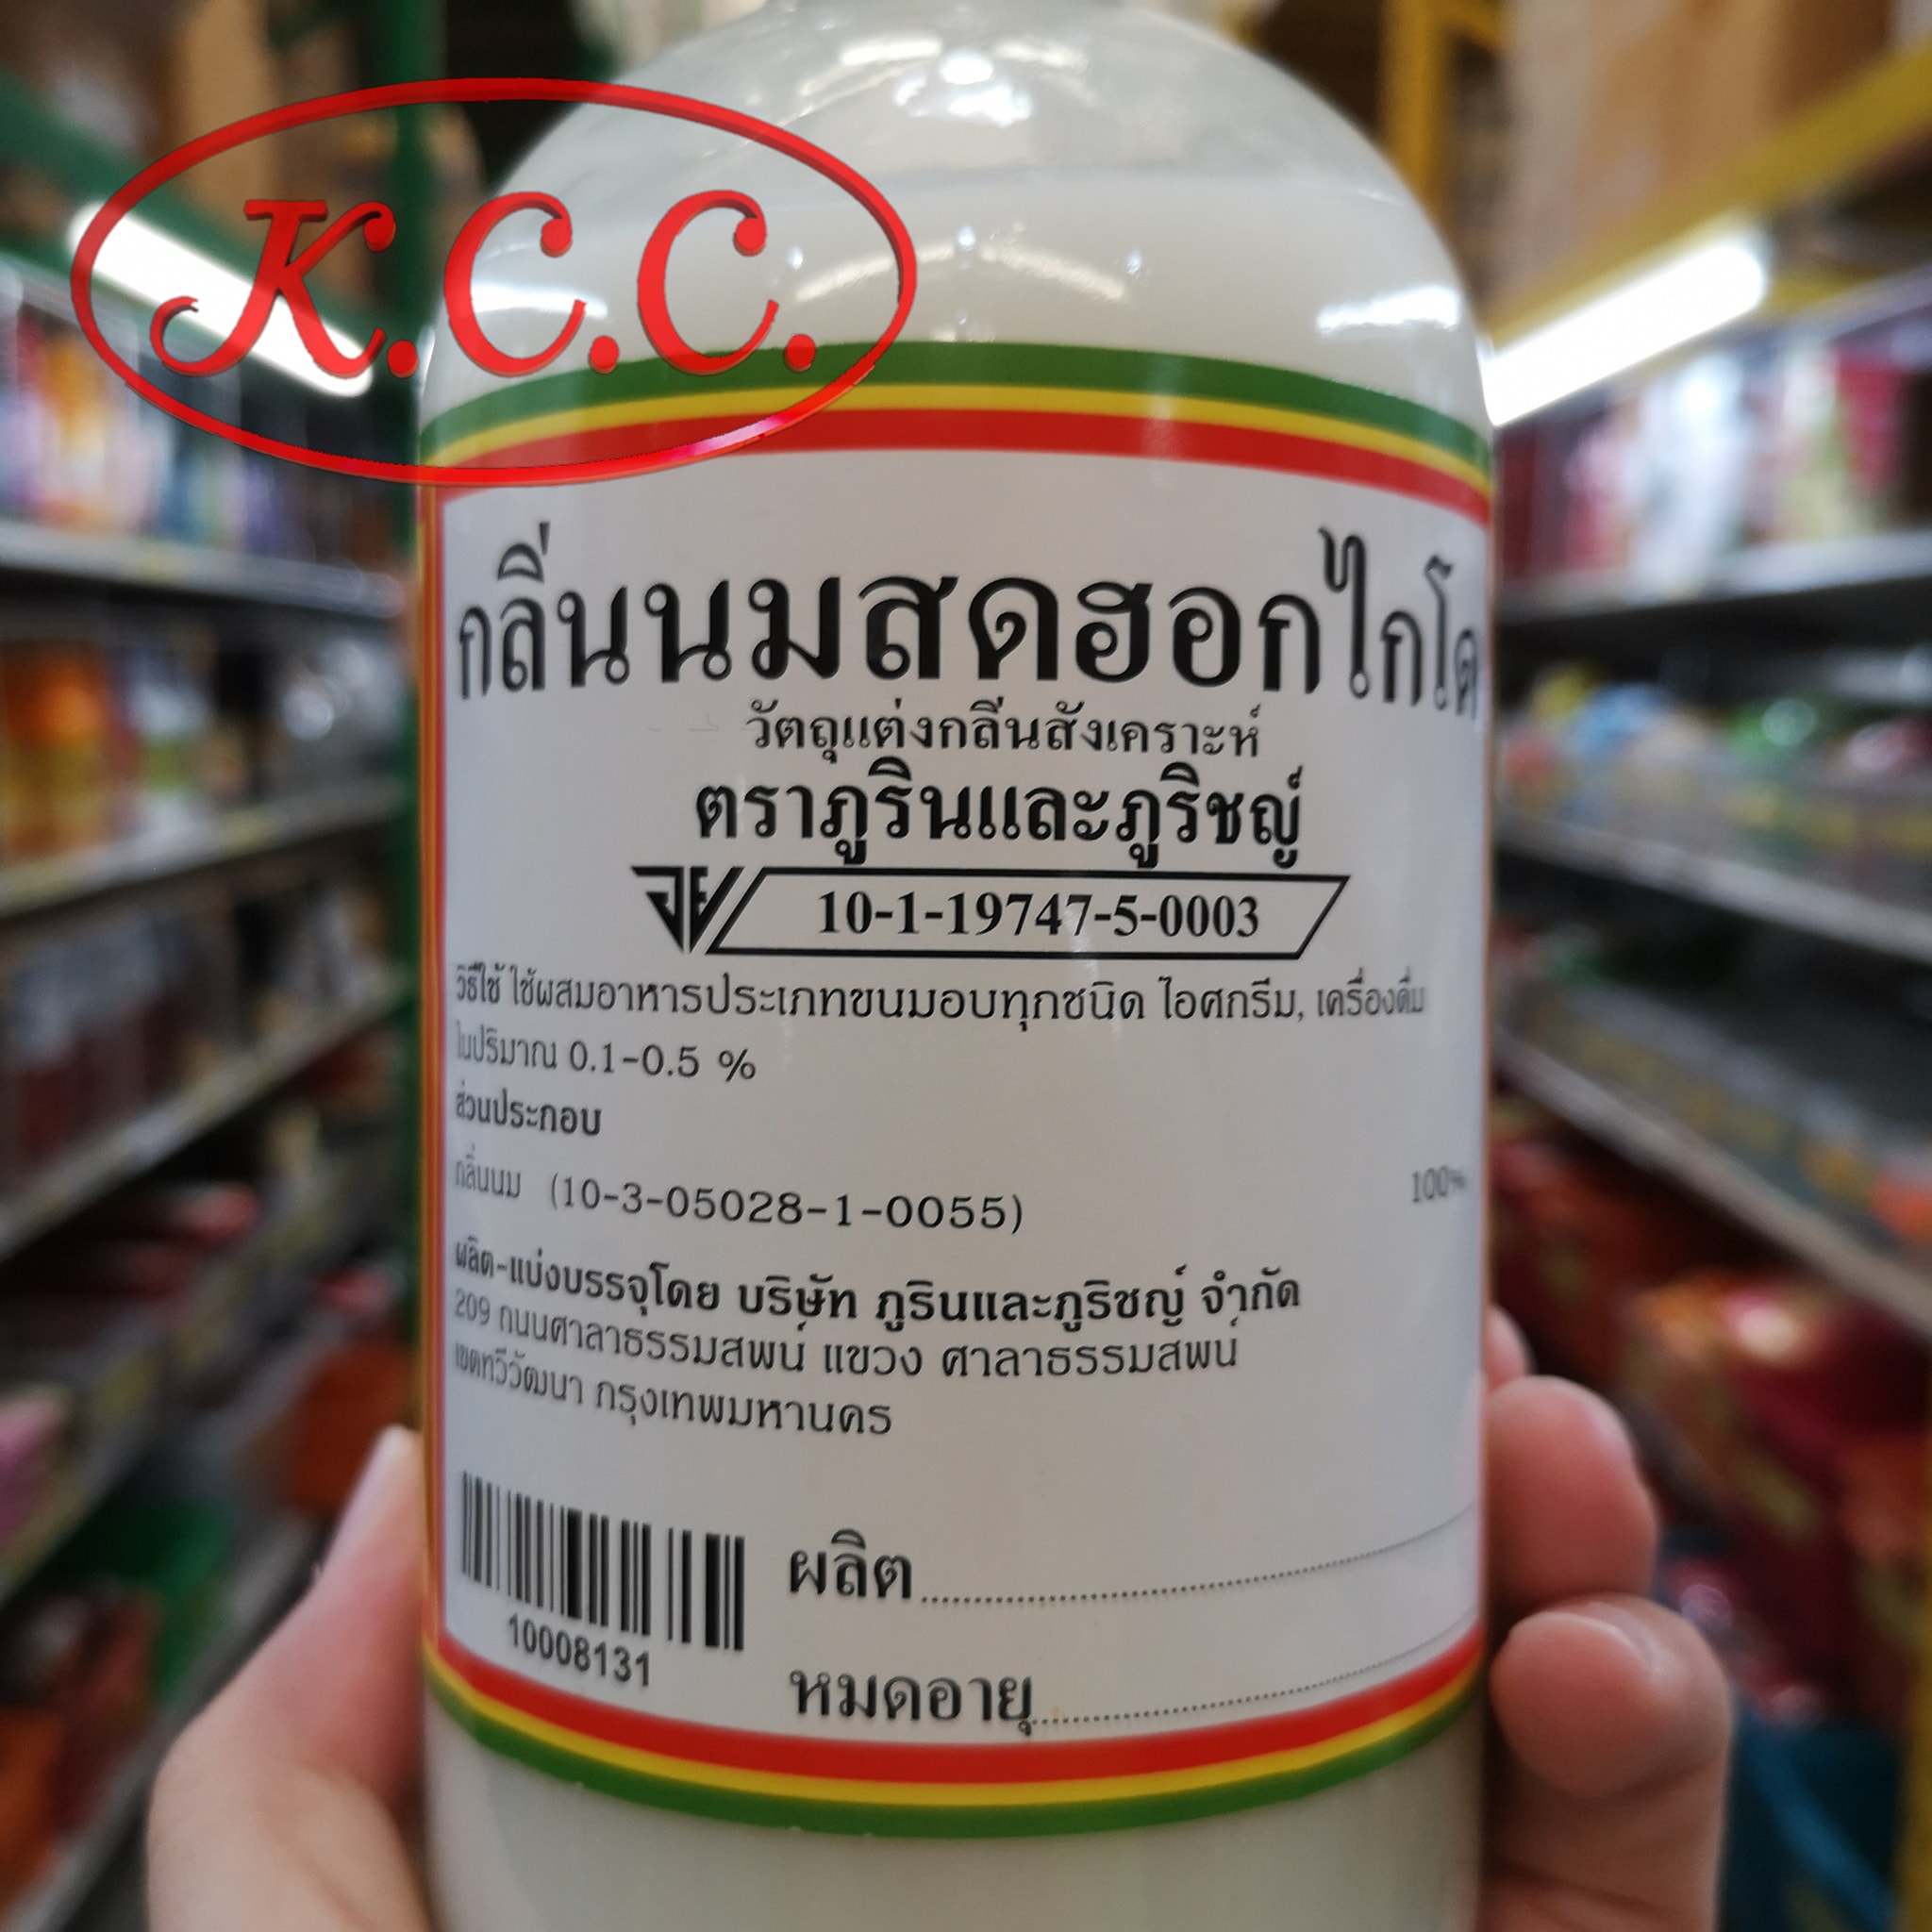 K.C.C.
กลิ่นนมสดฮอกไกโด
วัตถุแต่งกลิ่นสังเคราะห์
ตราภูรินและภูริชญ์
อย 10-1-19747-5-0003
วิธีใช้ ใช้ผสมอาหารประเภทขนมอบทุกชนิด ไอศกรีม, เครื่องดื่ม
ในปริมาณ 0.1-0.5 %
ส่วนประกอบ
กลิ่นนม (10-3-05028-1-0055) 100%
ผลิต-แบ่งบรรจุโดย บริษัท ภูรินและภูริชญ์ จำกัด
209 ถนนศาลาธรรมสพน์ แขวง ศาลาธรรมสพน์
เขตทวีวัฒนา กรุงเทพมหานคร
ผลิต
10008131
หมดอายุ